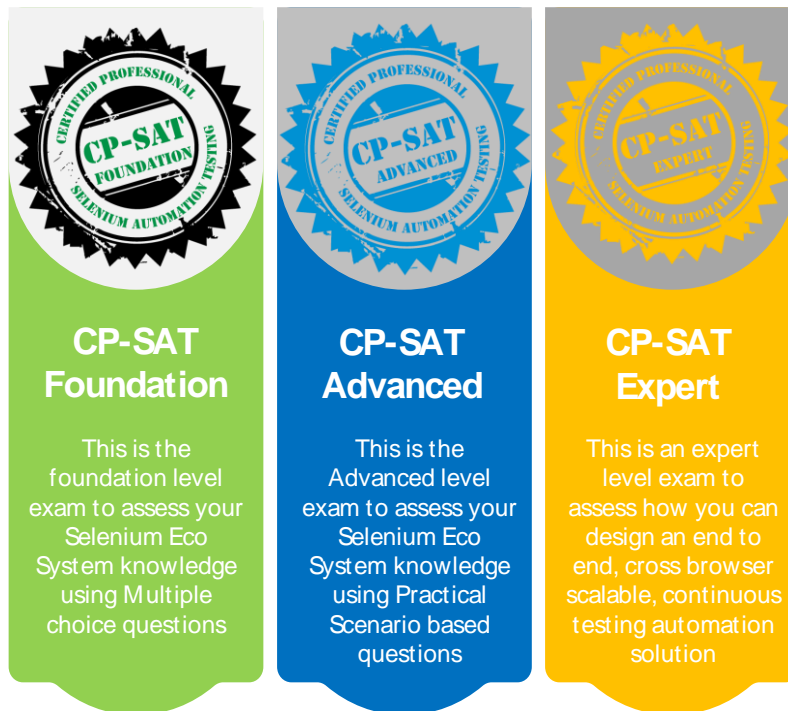 CERTIFIED PROFESSIONAL
CP-SAT
FOUNDATION
SELENIUM AUTOMATION TESTING
CP-SAT
Foundation
This is the
foundation level
exam to assess your
Selenium Eco
System knowledge
using Multiple
choice questions
CERTIFIED PROFESSIONAL
CP-SAT
ADVANCED
SELENIUM AUTOMATION TESTING
CP-SAT
Advanced
This is the
Advanced level
exam to assess your
Selenium Eco
System knowledge
using Practical
Scenario based
questions
CERTIFIED PROFESSIONAL
CP-SAT
EXPERT
SELENIUM AUTOMATION TESTING
CP-SAT
Expert
This is an expert
level exam to
assess how you can
design an end to
end, cross browser
scalable, continuous
testing automation
solution